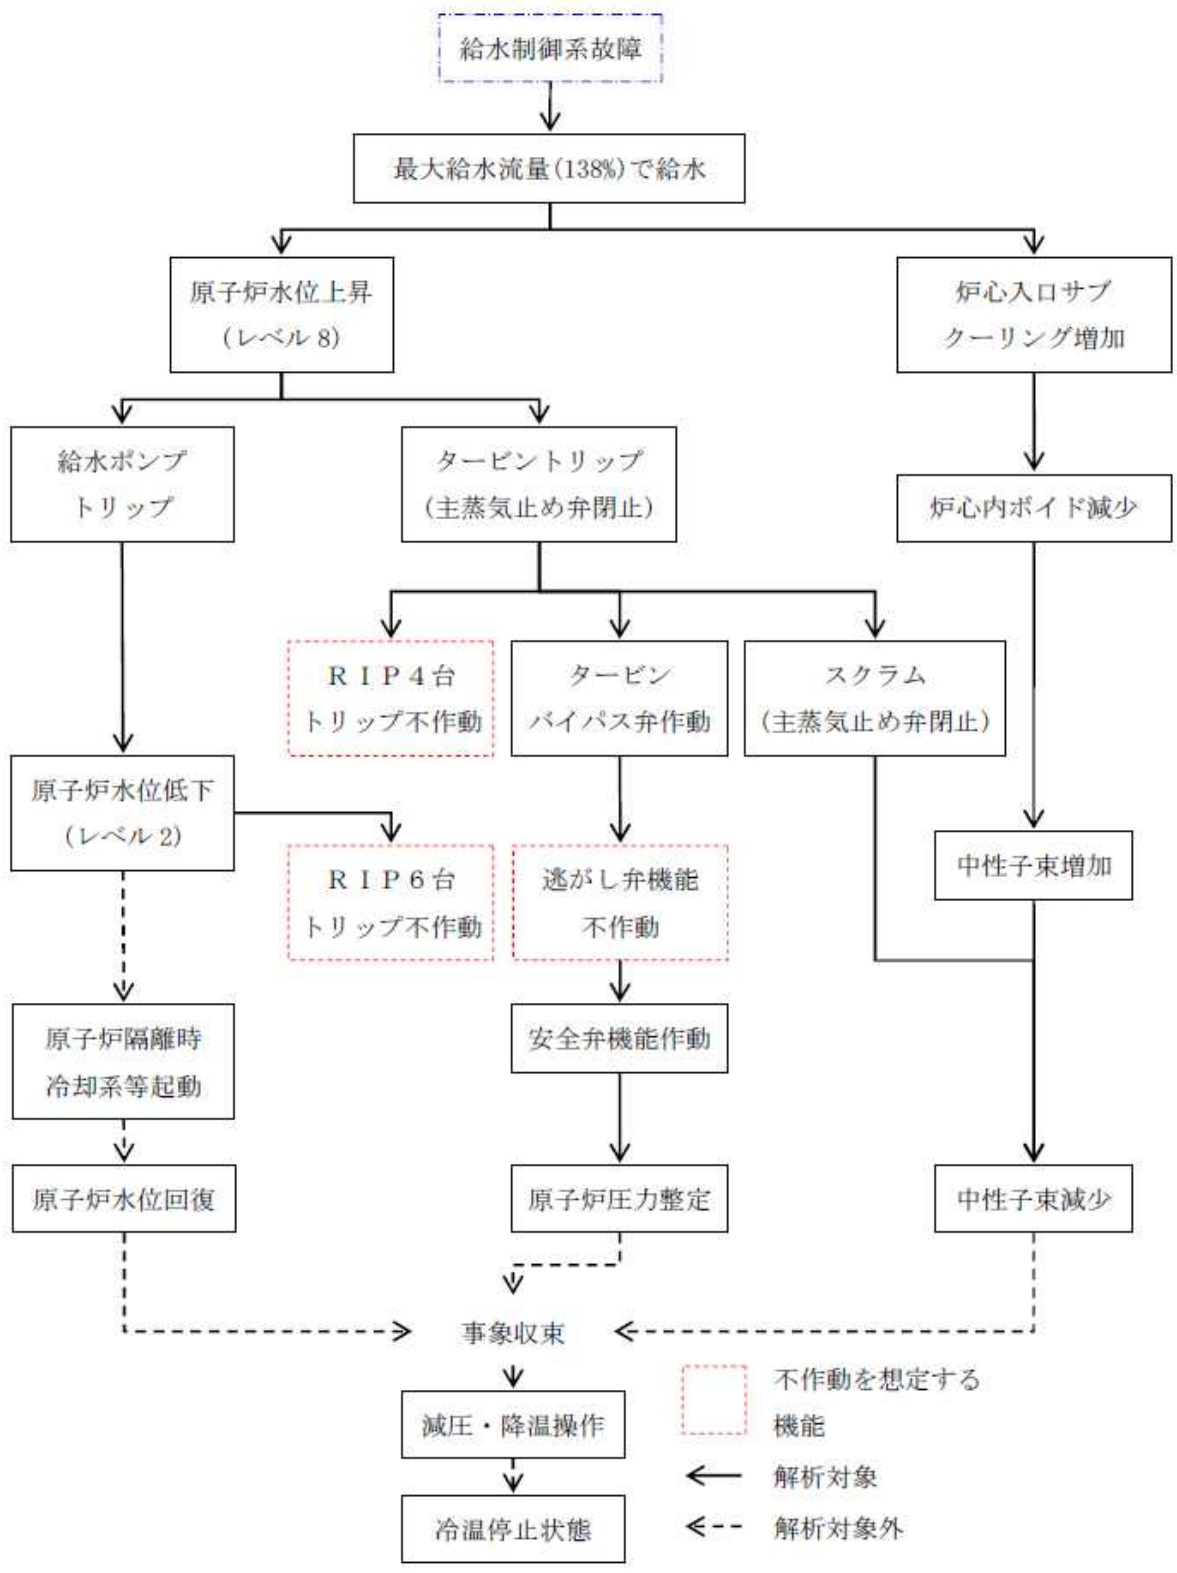 給水制御系故障
最大給水流量(138%)で給水
原子炉水位上昇
(レベル 8)
炉心入口サブ
クーリング増加
給水ポンプ
トリップ
タービントリップ
(主蒸気止め弁閉止)
炉心内ボイド減少
ＲＩＰ４台
トリップ不作動
タービン
バイパス弁作動
スクラム
(主蒸気止め弁閉止)
原子炉水位低下
(レベル 2)
ＲＩＰ６台
トリップ不作動
逃がし弁機能
不作動
中性子束増加
原子炉隔離時
冷却系等起動
安全弁機能作動
原子炉水位回復
原子炉圧力整定
中性子束減少
事象収束
減圧・降温操作
冷温停止状態
不作動を想定する
機能
解析対象
解析対象外